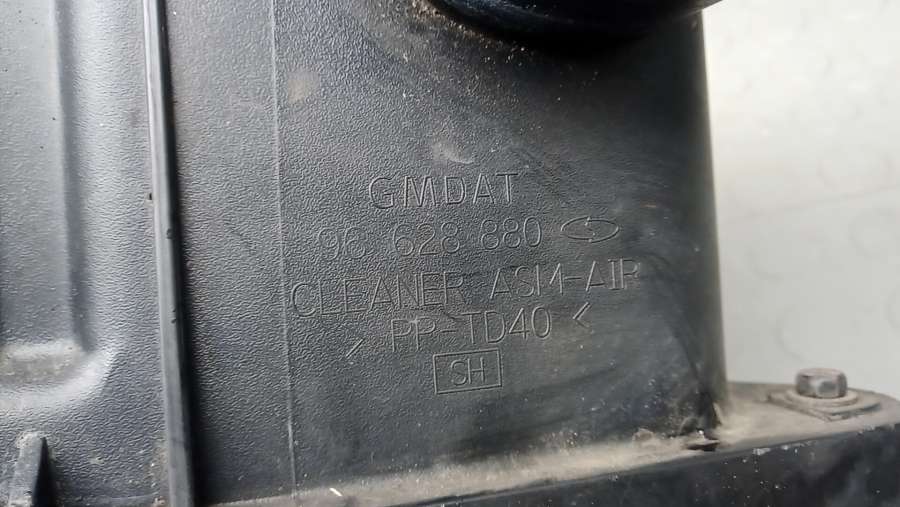 GMDAT
96 628 880
CLEANER ASM-AIR
> PP-TD40 <
SH